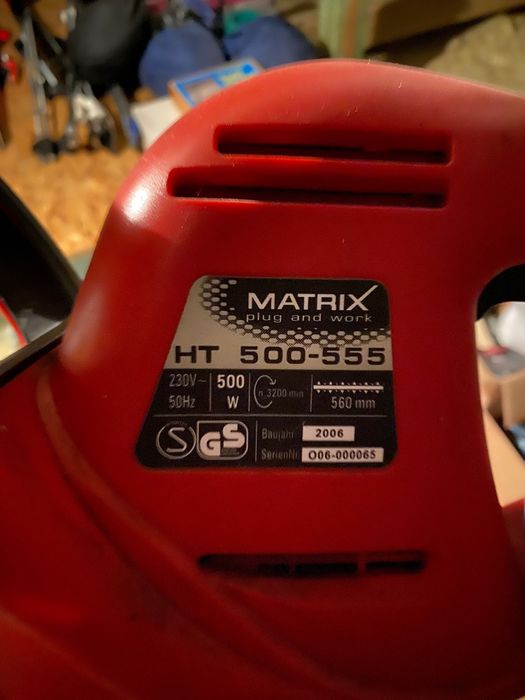 MATRIX
plug and work
HT 500-555
230V~ 500 n 3200 min 560 mm
50Hz W
S GS Baujahr 2006
SerienNr. O06-000065